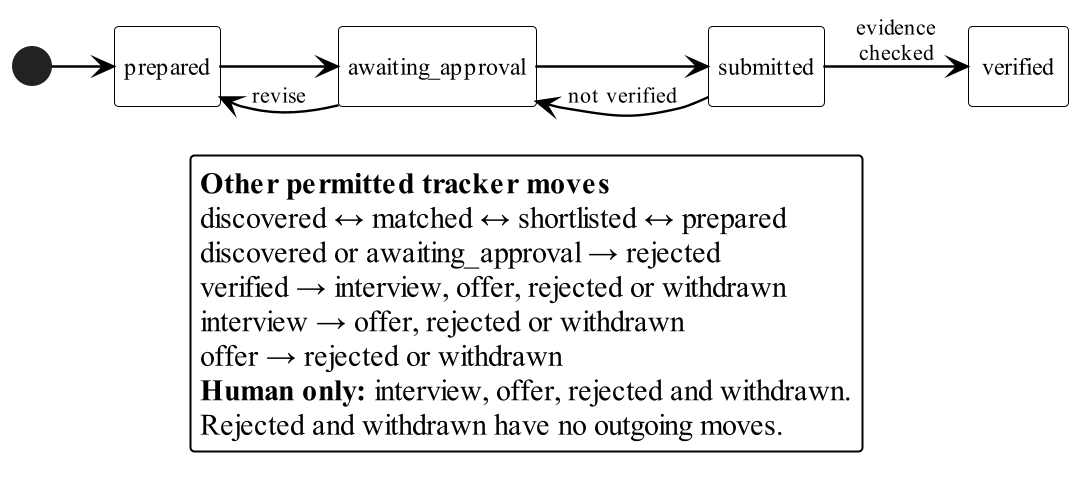 prepared
awaiting_approval
submitted
evidence
checked
verified
revise
not verified
Other permitted tracker moves
discovered ↔ matched ↔ shortlisted ↔ prepared
discovered or awaiting_approval → rejected
verified → interview, offer, rejected or withdrawn
interview → offer, rejected or withdrawn
offer → rejected or withdrawn
Human only: interview, offer, rejected and withdrawn.
Rejected and withdrawn have no outgoing moves.